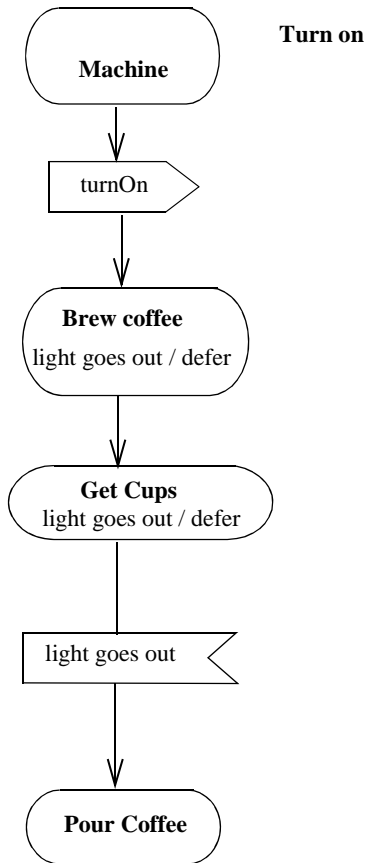 Turn on
Machine
turnOn
Brew coffee
light goes out / defer
Get Cups
light goes out / defer
light goes out
Pour Coffee